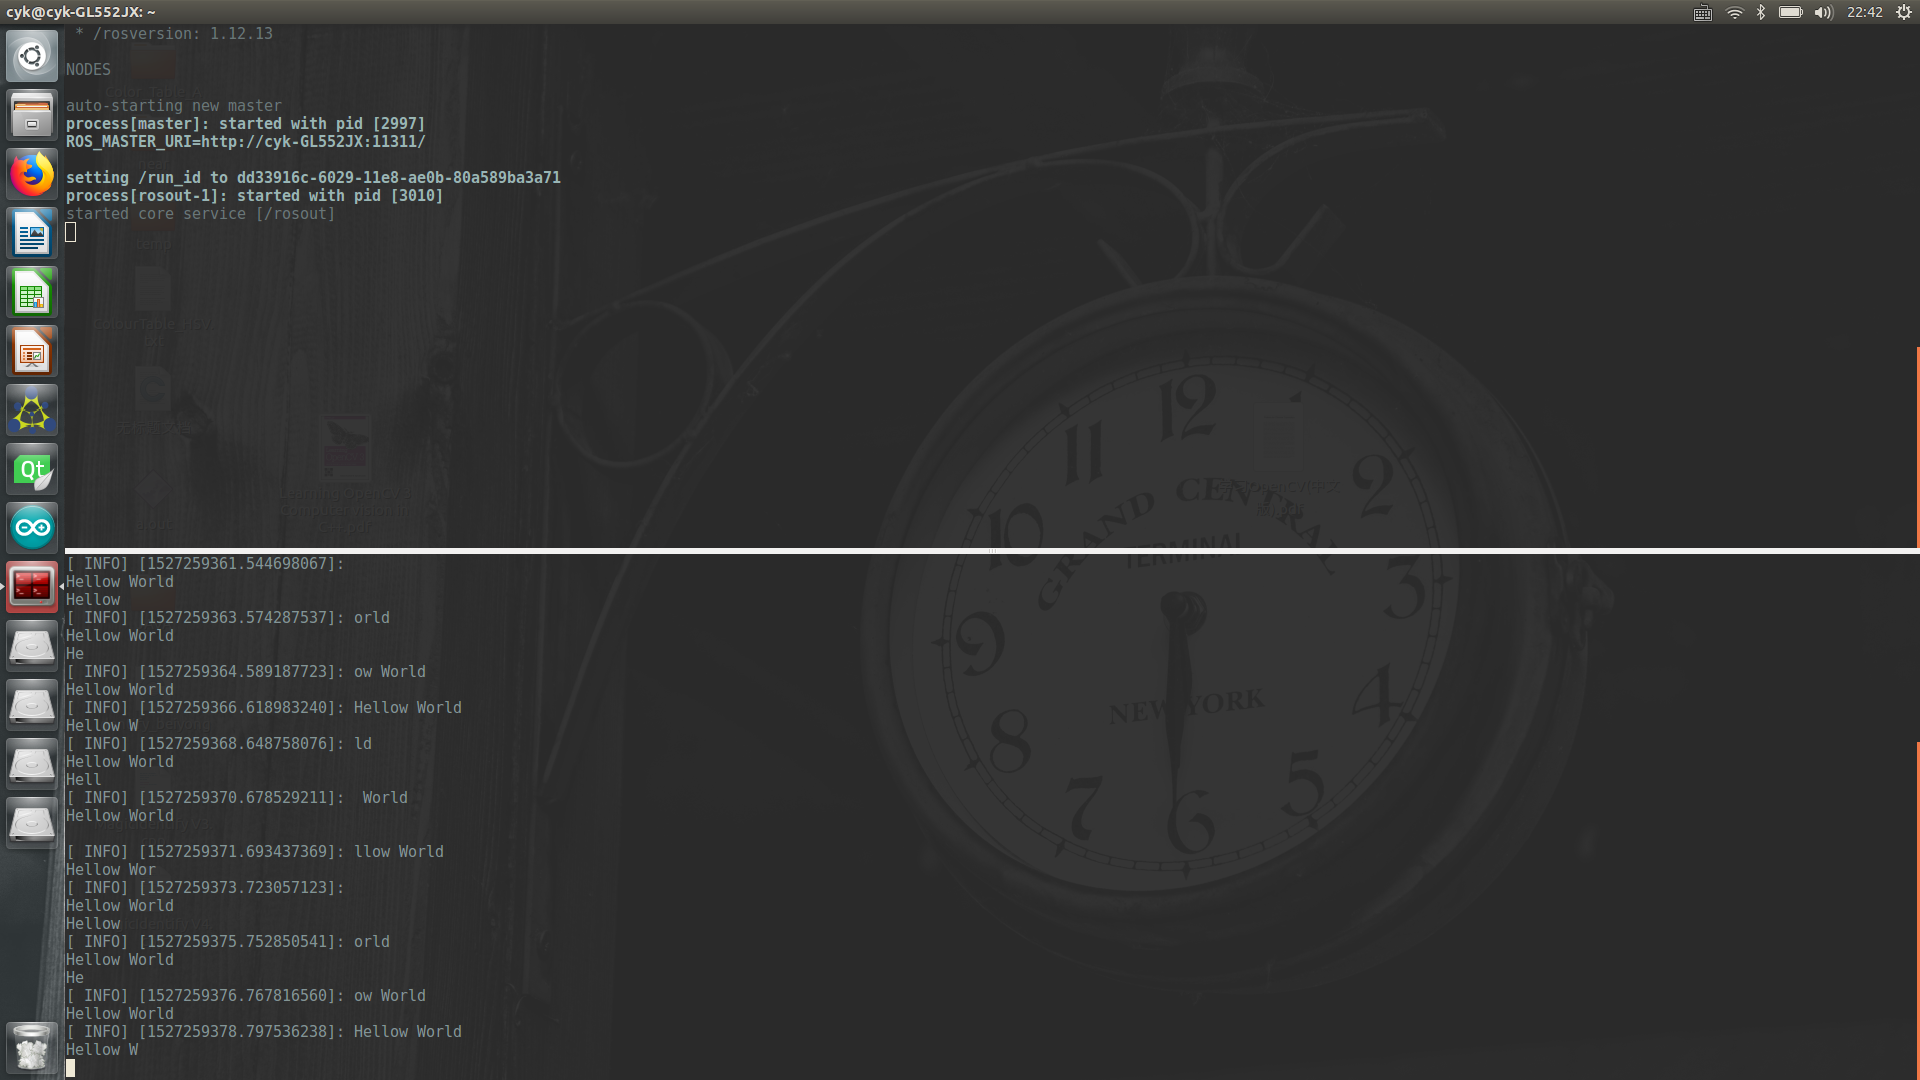 cyk@cyk-GL552JX: ~
22:42
* /rosversion: 1.12.13
NODES
auto-starting new master
process[master]: started with pid [2997]
ROS_MASTER_URI=http://cyk-GL552JX:11311/
setting /run_id to dd33916c-6029-11e8-ae0b-80a589ba3a71
process[rosout-1]: started with pid [3010]
started core service [/rosout]
Qt
12
11
10
9
8
7
6
5
4
3
2
GRAND CENTRAL
TERMINAL
NEW YORK
[ INFO] [1527259361.544698067]:
Hellow World
Hellow
[ INFO] [1527259363.574287537]: orld
Hellow World
He
[ INFO] [1527259364.589187723]: ow World
Hellow World
[ INFO] [1527259366.618983240]: Hellow World
Hellow W
[ INFO] [1527259368.648758076]: ld
Hellow World
Hell
[ INFO] [1527259370.678529211]:  World
Hellow World
[ INFO] [1527259371.693437369]: llow World
Hellow Wor
[ INFO] [1527259373.723057123]:
Hellow World
Hellow
[ INFO] [1527259375.752850541]: orld
Hellow World
He
[ INFO] [1527259376.767816560]: ow World
Hellow World
[ INFO] [1527259378.797536238]: Hellow World
Hellow W